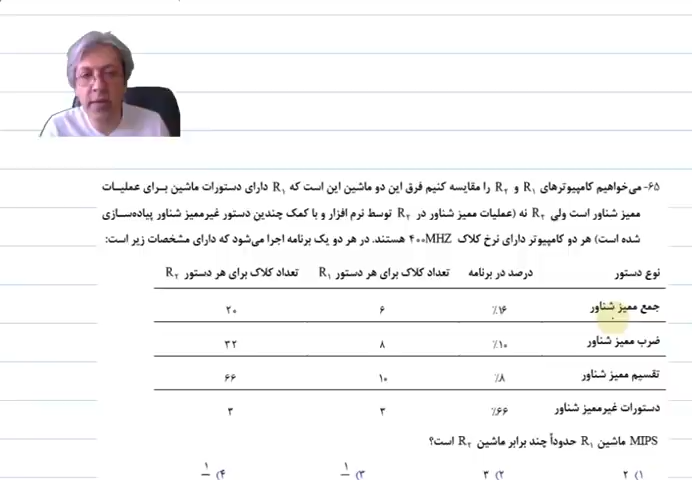 ۶۵- می‌خواهیم کامپیوترهای R۱ و R۲ را مقایسه کنیم فرق این دو ماشین این است که R۱ دارای دستورات ماشین برای عملیات
ممیز شناور است ولی R۲ نه (عملیات ممیز شناور در R۲ توسط نرم افزار و با کمک چندین دستور غیرممیز شناور پیاده‌سازی
شده است) هر دو کامپیوتر دارای نرخ کلاک ۴۰۰MHZ هستند. در هر دو یک برنامه اجرا می‌شود که دارای مشخصات زیر است:
نوع دستور درصد در برنامه تعداد کلاک برای هر دستور R۱ تعداد کلاک برای هر دستور R۲
جمع ممیز شناور ٪۱۶ ۶ ۲۰
ضرب ممیز شناور ٪۱۰ ۸ ۳۲
تقسیم ممیز شناور ٪۸ ۱۰ ۶۶
دستورات غیرممیز شناور ٪۶۶ ۳ ۳
MIPS ماشین R۱ حدوداً چند برابر ماشین R۲ است؟
۱) ۲ ۲) ۳ ۳) ۱ ۴) ۱